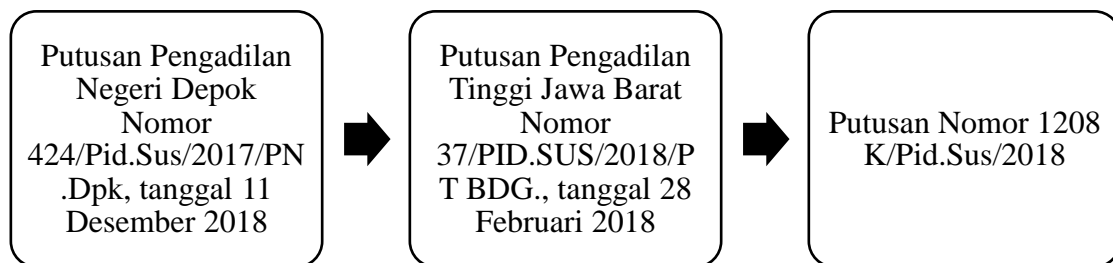 Putusan Pengadilan
Negeri Depok
Nomor
424/Pid.Sus/2017/PN
.Dpk, tanggal 11
Desember 2018
Putusan Pengadilan
Tinggi Jawa Barat
Nomor
37/PID.SUS/2018/P
T BDG., tanggal 28
Februari 2018
Putusan Nomor 1208
K/Pid.Sus/2018